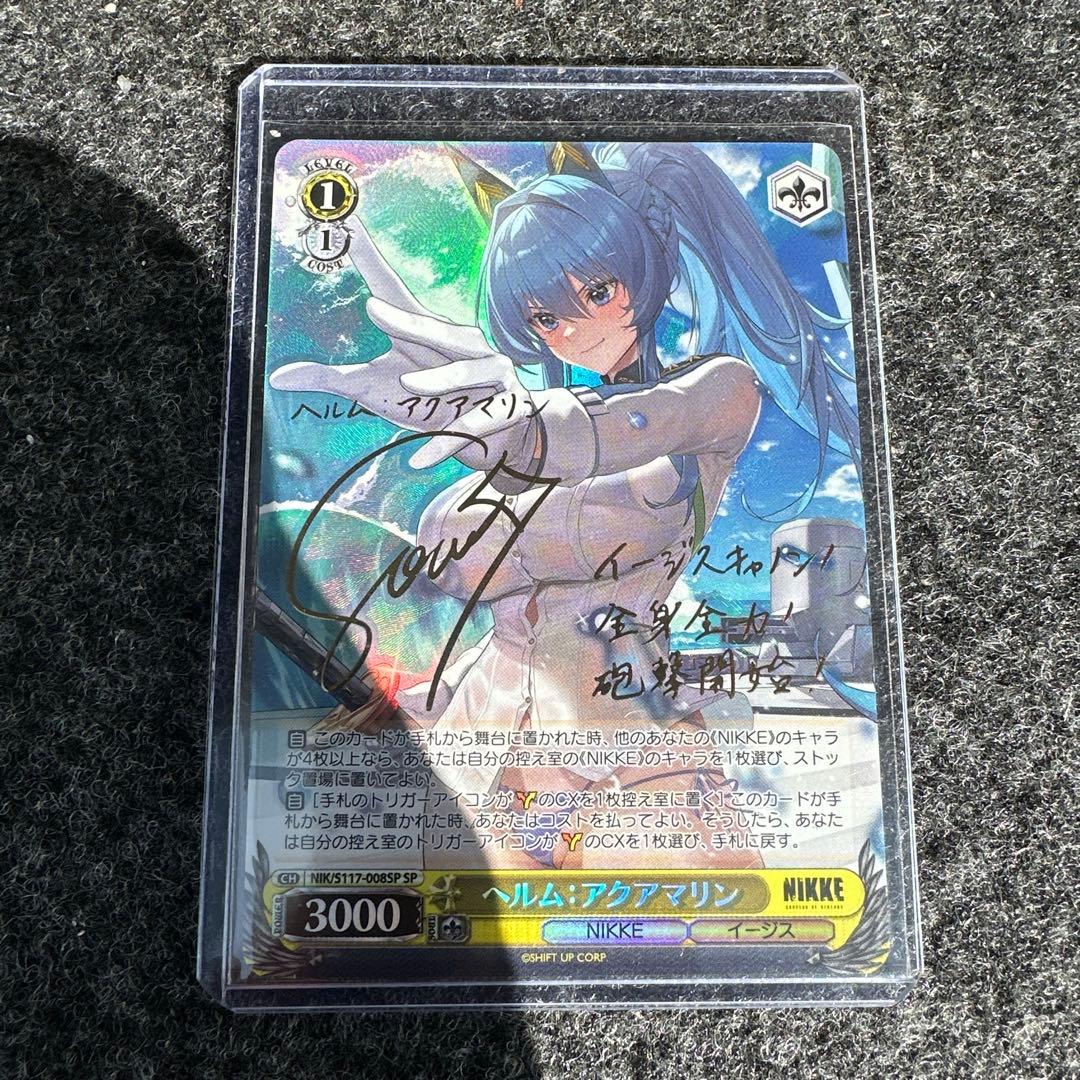 LEVEL
1
1
COST
ヘルム:アクアマリン
イージスキャノン!
全身全力!
砲撃開始!
自 このカードが手札から舞台に置かれた時、他のあなたの《NIKKE》のキャラ
が4枚以上なら、あなたは自分の控え室の《NIKKE》のキャラを1枚選び、ストッ
ク置場に置いてよい。
自 [手札のトリガーアイコンが のCXを1枚控え室に置く] このカードが手
札から舞台に置かれた時、あなたはコストを払ってよい。そうしたら、あなた
は自分の控え室のトリガーアイコンが のCXを1枚選び、手札に戻す。
CH NIK/S117-008SP SP
ヘルム:アクアマリン
NIKKE
GODDESS OF VICTORY
POWER 3000 SOUL
NIKKE イージス
©SHIFT UP CORP